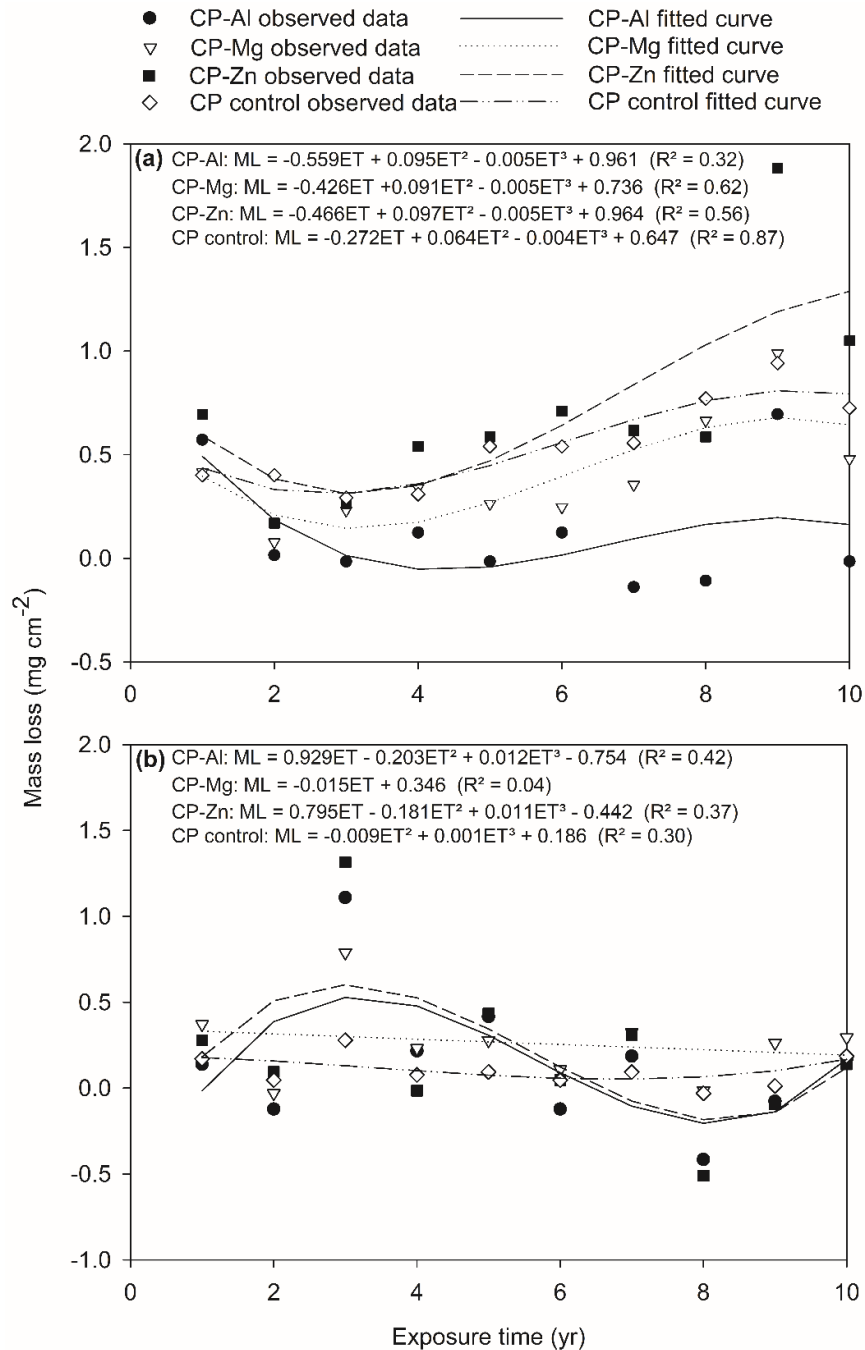 CP-Al observed data CP-Al fitted curve
CP-Mg observed data CP-Mg fitted curve
CP-Zn observed data CP-Zn fitted curve
CP control observed data CP control fitted curve
2.0
(a) CP-Al: ML = -0.559ET + 0.095ET² - 0.005ET³ + 0.961 (R² = 0.32)
CP-Mg: ML = -0.426ET +0.091ET² - 0.005ET³ + 0.736 (R² = 0.62)
CP-Zn: ML = -0.466ET + 0.097ET² - 0.005ET³ + 0.964 (R² = 0.56)
CP control: ML = -0.272ET + 0.064ET² - 0.004ET³ + 0.647 (R² = 0.87)
1.5
1.0
0.5
0.0
-0.5
0 2 4 6 8 10
Mass loss (mg cm⁻²)
2.0
(b) CP-Al: ML = 0.929ET - 0.203ET² + 0.012ET³ - 0.754 (R² = 0.42)
CP-Mg: ML = -0.015ET + 0.346 (R² = 0.04)
CP-Zn: ML = 0.795ET - 0.181ET² + 0.011ET³ - 0.442 (R² = 0.37)
CP control: ML = -0.009ET² + 0.001ET³ + 0.186 (R² = 0.30)
1.5
1.0
0.5
0.0
-0.5
-1.0
0 2 4 6 8 10
Exposure time (yr)